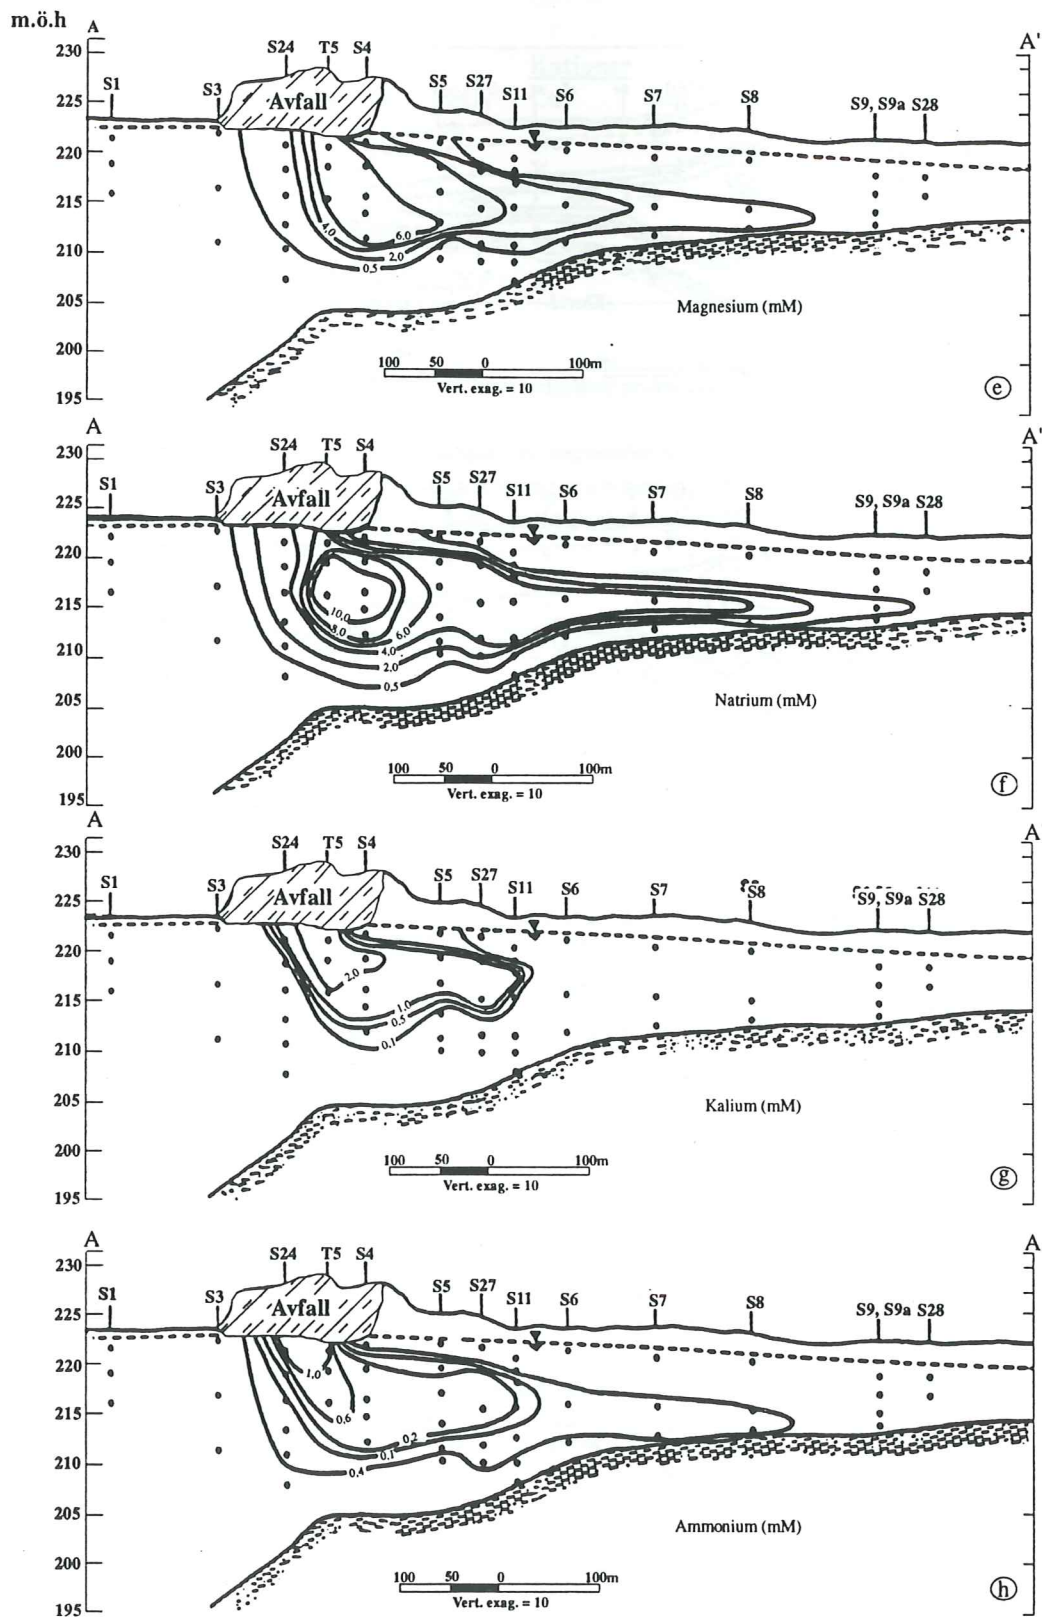 m.ö.h
A A'
230
S24 T5 S4
S1 S3 Avfall S5 S27 S11 S6 S7 S8 S9, S9a S28
225
220
215
4.0 6.0
210
2.0
0.5
205
Magnesium (mM)
200
100 50 0 100m
195
Vert. exag. = 10
e
A A'
230
S24 T5 S4
S1 S3 Avfall S5 S27 S11 S6 S7 S8 S9, S9a S28
225
220
215
10.0
8.0 6.0
4.0
210
2.0
0.5
205
Natrium (mM)
200
100 50 0 100m
195
Vert. exag. = 10
f
A A
230
S24 T5 S4
S1 S3 Avfall S5 S27 S11 S6 S7 S8 S9, S9a S28
225
220
2.0
215
1.0
0.5
0.1
210
205
Kalium (mM)
200
100 50 0 100m
195
Vert. exag. = 10
g
A A
230
S24 T5 S4
S1 S3 Avfall S5 S27 S11 S6 S7 S8 S9, S9a S28
225
220
1.0
215
0.6
0.2
0.1
210
0.4
205
Ammonium (mM)
200
100 50 0 100m
195
Vert. exag. = 10
h